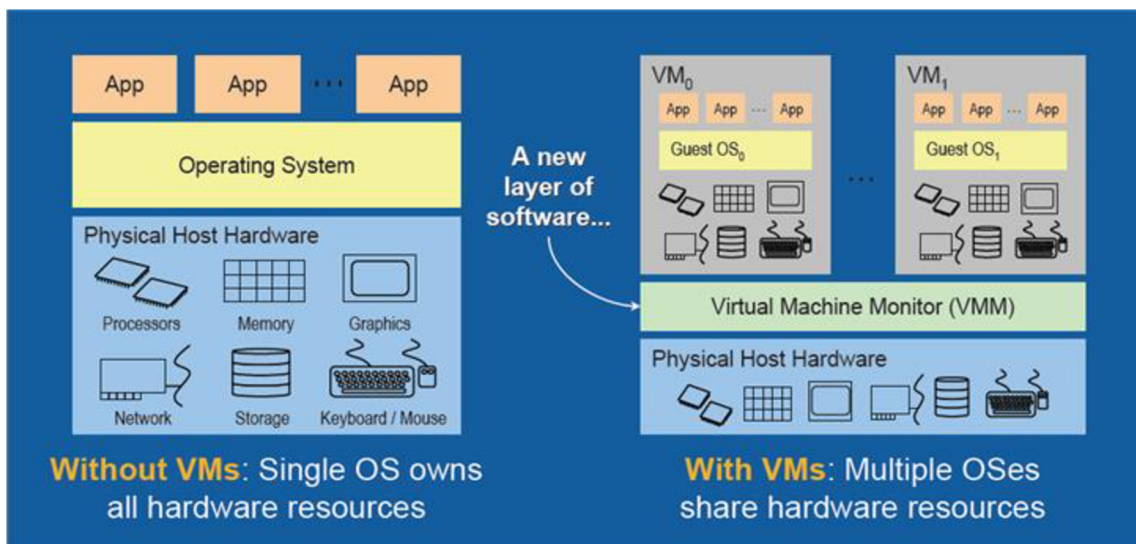 App App ... App
Operating System
Physical Host Hardware
Processors Memory Graphics
Network Storage Keyboard / Mouse
Without VMs: Single OS owns
all hardware resources
A new
layer of
software...
VM0
App App ... App
Guest OS0
...
VM1
App App ... App
Guest OS1
Virtual Machine Monitor (VMM)
Physical Host Hardware
With VMs: Multiple OSes
share hardware resources